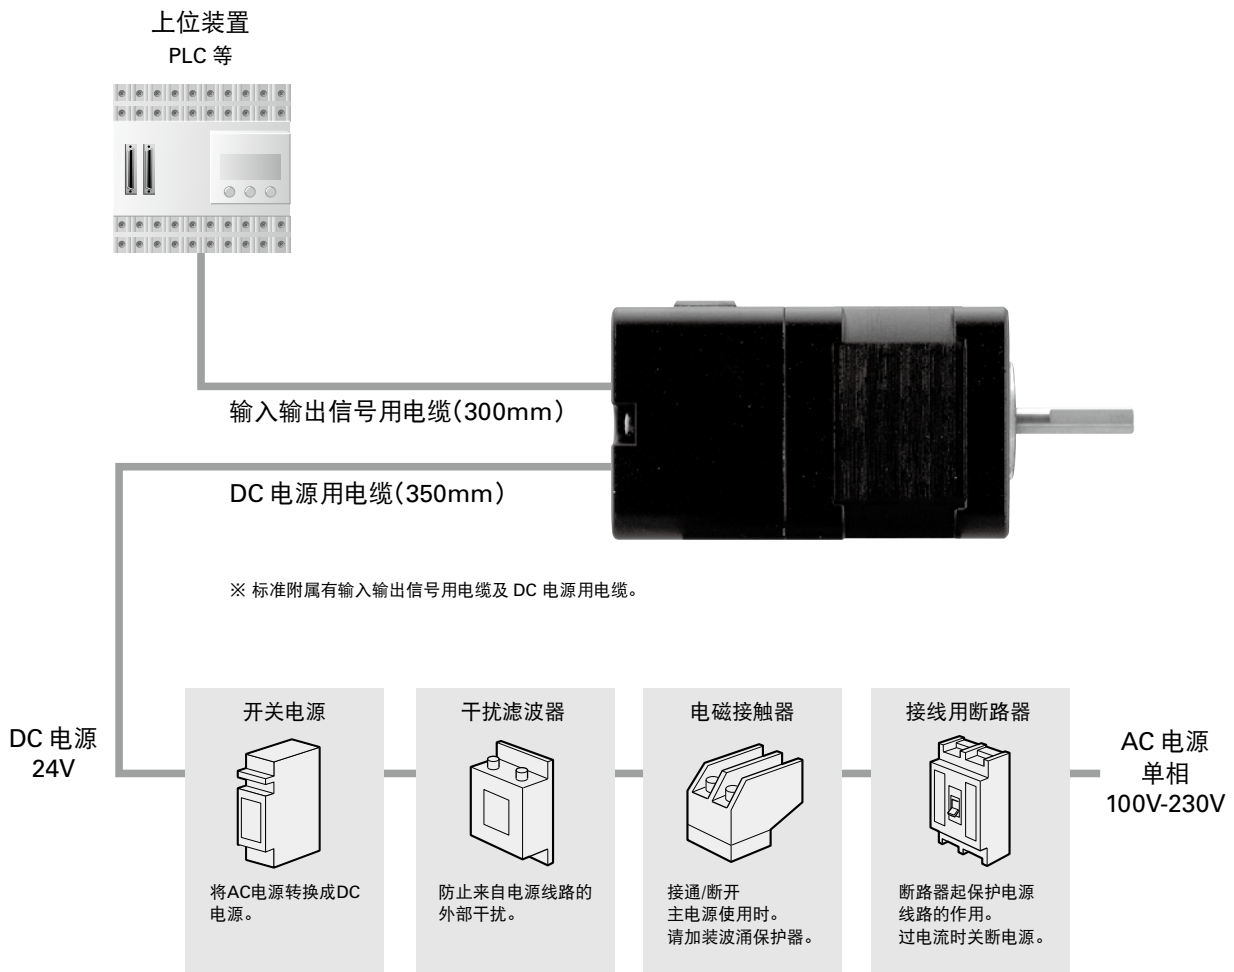 上位装置
PLC 等
输入输出信号用电缆（300mm）
DC 电源用电缆（350mm）
※ 标准附属有输入输出信号用电缆及 DC 电源用电缆。
DC 电源
24V
开关电源
将AC电源转换成DC
电源。
干扰滤波器
防止来自电源线路的
外部干扰。
电磁接触器
接通/断开
主电源使用时。
请加装波涌保护器。
接线用断路器
断路器起保护电源
线路的作用。
过电流时关断电源。
AC 电源
单相
100V-230V